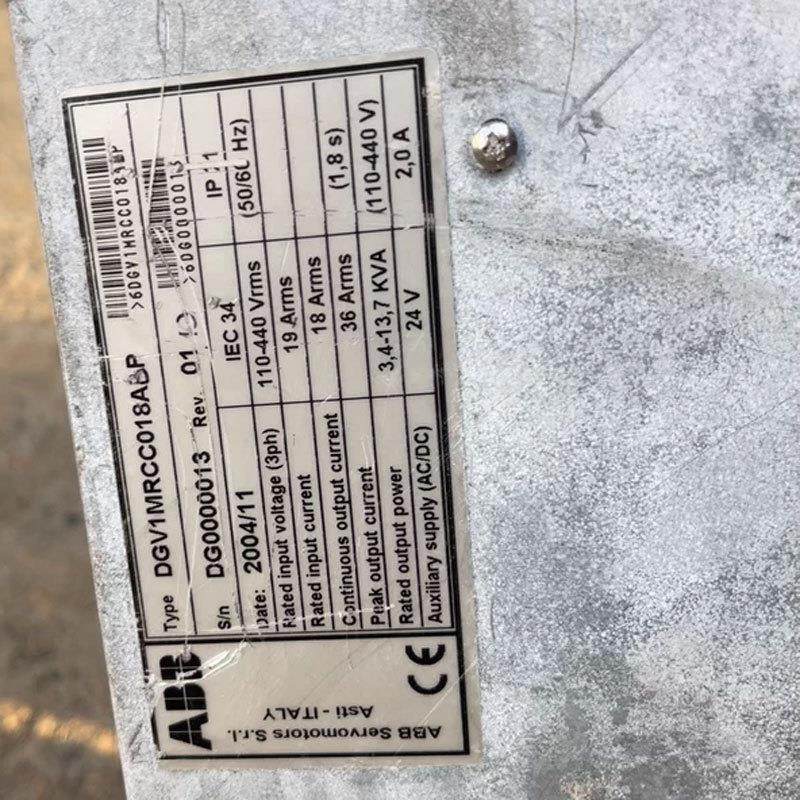 ABB
ABB Servomotors S.r.l.
Asti - ITALY
CE
Type DGV1MRCC018ABP
>6DGV1MRCC018ABP
S/n DG0000013 Rev. 01
>6DG0000013
Date: 2004/11 IEC 34 IP
Rated input voltage (3ph) 110-440 Vrms (50/60 Hz)
Rated input current 19 Arms
Continuous output current 18 Arms
Peak output current 36 Arms (1,8 s)
Rated output power 3,4-13,7 KVA (110-440 V)
Auxiliary supply (AC/DC) 24 V 2,0 A